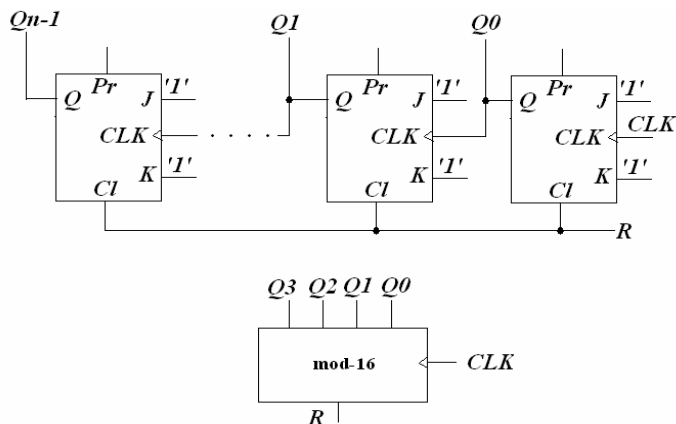 Qn-1 Q1 Q0
Pr '1' Pr '1' Pr '1'
Q J Q J Q J
CLK . . . . . CLK CLK CLK
K '1' K '1' K '1'
Cl Cl Cl
R
Q3 Q2 Q1 Q0
mod-16 CLK
R